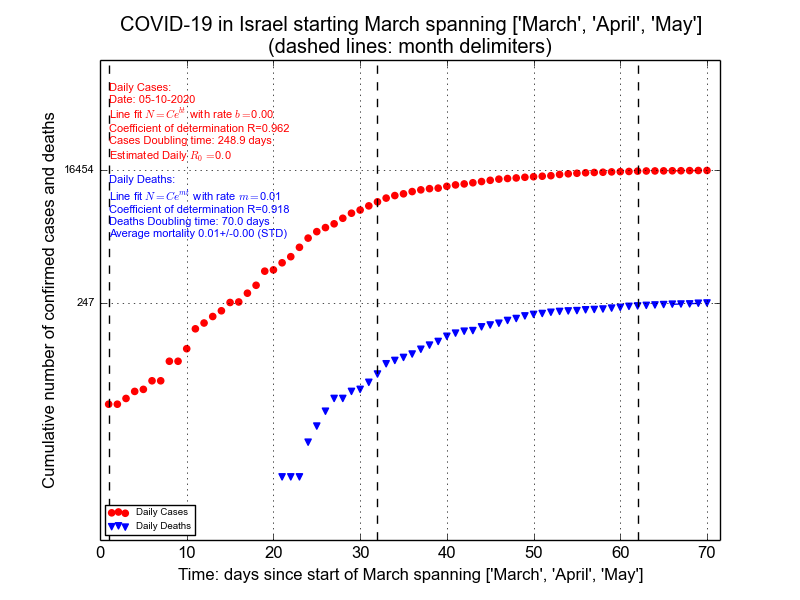 COVID-19 in Israel starting March spanning ['March', 'April', 'May']
(dashed lines: month delimiters)
Daily Cases:
Date: 05-10-2020
Line fit N=Ce^{bt} with rate b=0.00
Coefficient of determination R=0.962
Cases Doubling time: 248.9 days
Estimated Daily R_0=0.0
Daily Deaths:
Line fit N=Ce^{mt} with rate m=0.01
Coefficient of determination R=0.918
Deaths Doubling time: 70.0 days
Average mortality 0.01+/-0.00 (STD)
Cumulative number of confirmed cases and deaths
16454
247
Daily Cases
Daily Deaths
0 10 20 30 40 50 60 70
Time: days since start of March spanning ['March', 'April', 'May']